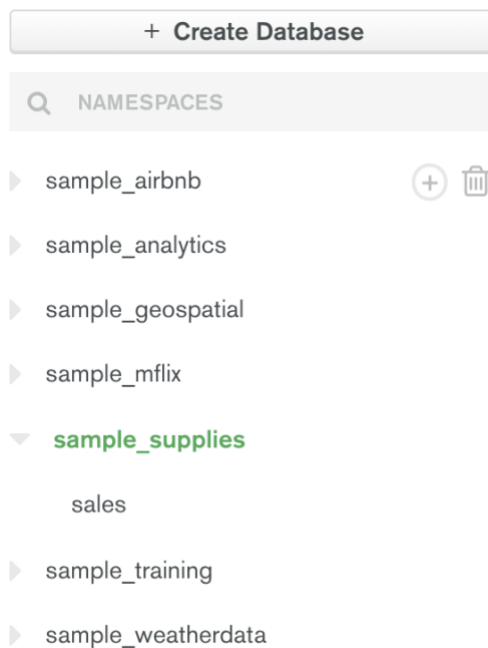 + Create Database
NAMESPACES
sample_airbnb
sample_analytics
sample_geospatial
sample_mflix
sample_supplies
sales
sample_training
sample_weatherdata